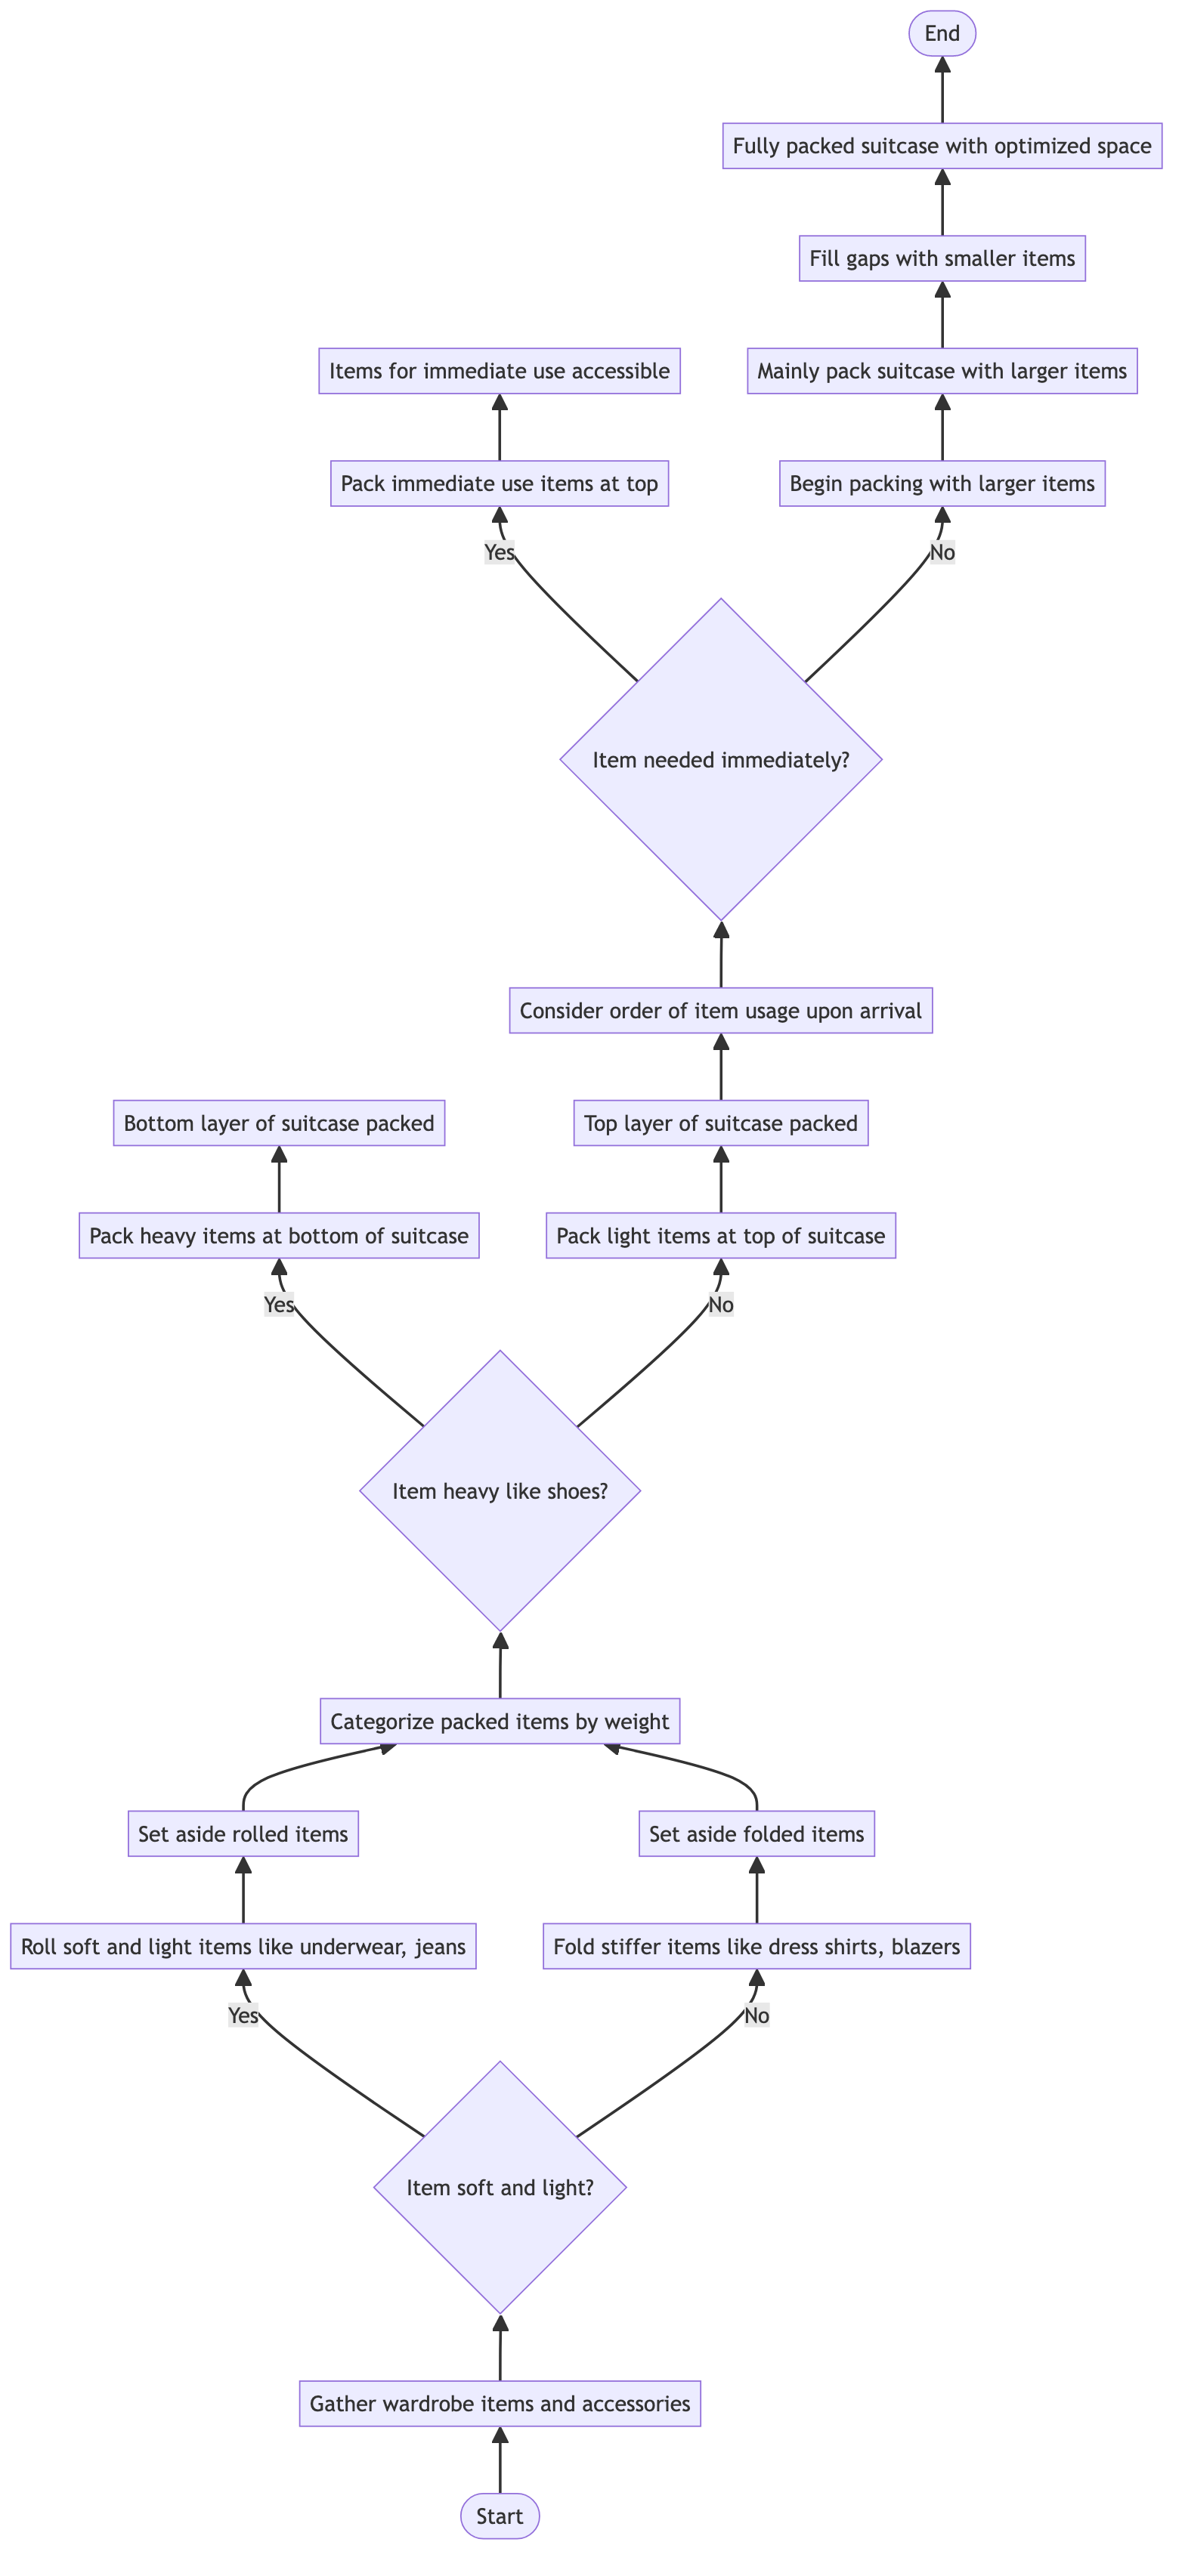 End
Fully packed suitcase with optimized space
Fill gaps with smaller items
Items for immediate use accessible
Mainly pack suitcase with larger items
Pack immediate use items at top
Begin packing with larger items
Yes
No
Item needed immediately?
Consider order of item usage upon arrival
Bottom layer of suitcase packed
Top layer of suitcase packed
Pack heavy items at bottom of suitcase
Pack light items at top of suitcase
Yes
No
Item heavy like shoes?
Categorize packed items by weight
Set aside rolled items
Set aside folded items
Roll soft and light items like underwear, jeans
Fold stiffer items like dress shirts, blazers
Yes
No
Item soft and light?
Gather wardrobe items and accessories
Start